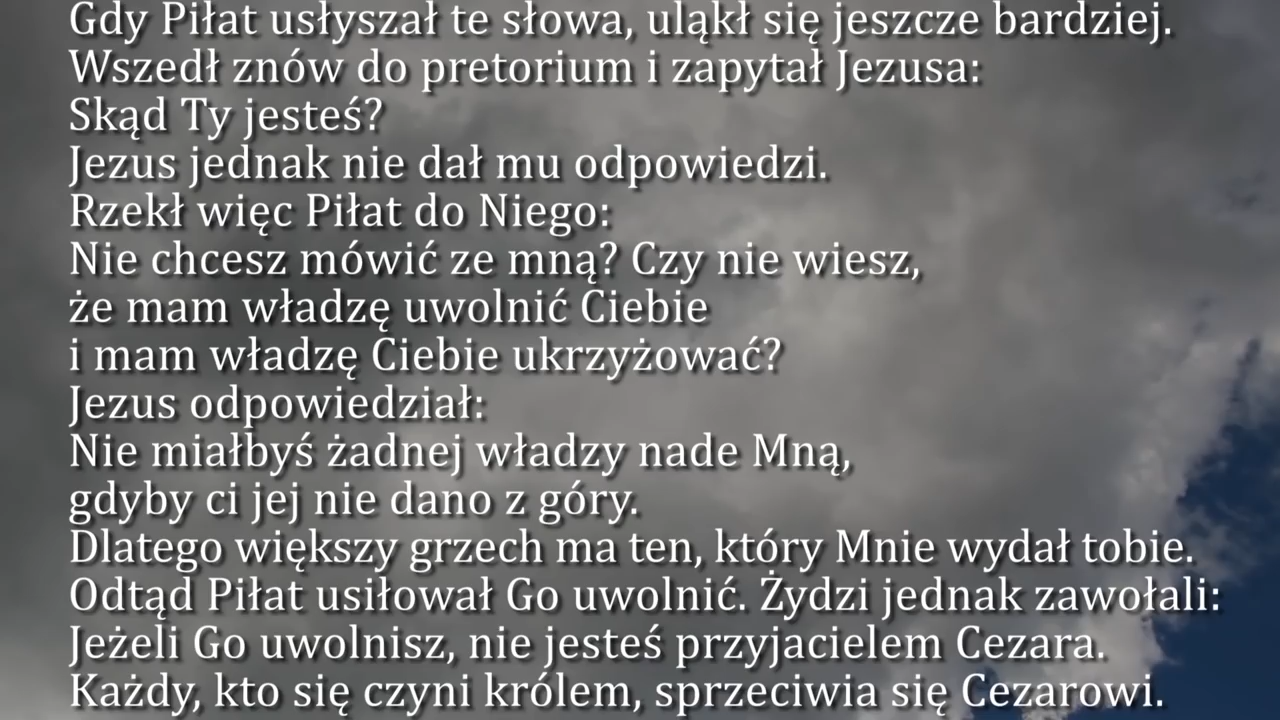 Gdy Piłat usłyszał te słowa, uląkł się jeszcze bardziej.
Wszedł znów do pretorium i zapytał Jezusa:
Skąd Ty jesteś?
Jezus jednak nie dał mu odpowiedzi.
Rzekł więc Piłat do Niego:
Nie chcesz mówić ze mną? Czy nie wiesz,
że mam władzę uwolnić Ciebie
i mam władzę Ciebie ukrzyżować?
Jezus odpowiedział:
Nie miałbyś żadnej władzy nade Mną,
gdyby ci jej nie dano z góry.
Dlatego większy grzech ma ten, który Mnie wydał tobie.
Odtąd Piłat usiłował Go uwolnić. Żydzi jednak zawołali:
Jeżeli Go uwolnisz, nie jesteś przyjacielem Cezara.
Każdy, kto się czyni królem, sprzeciwia się Cezarowi.